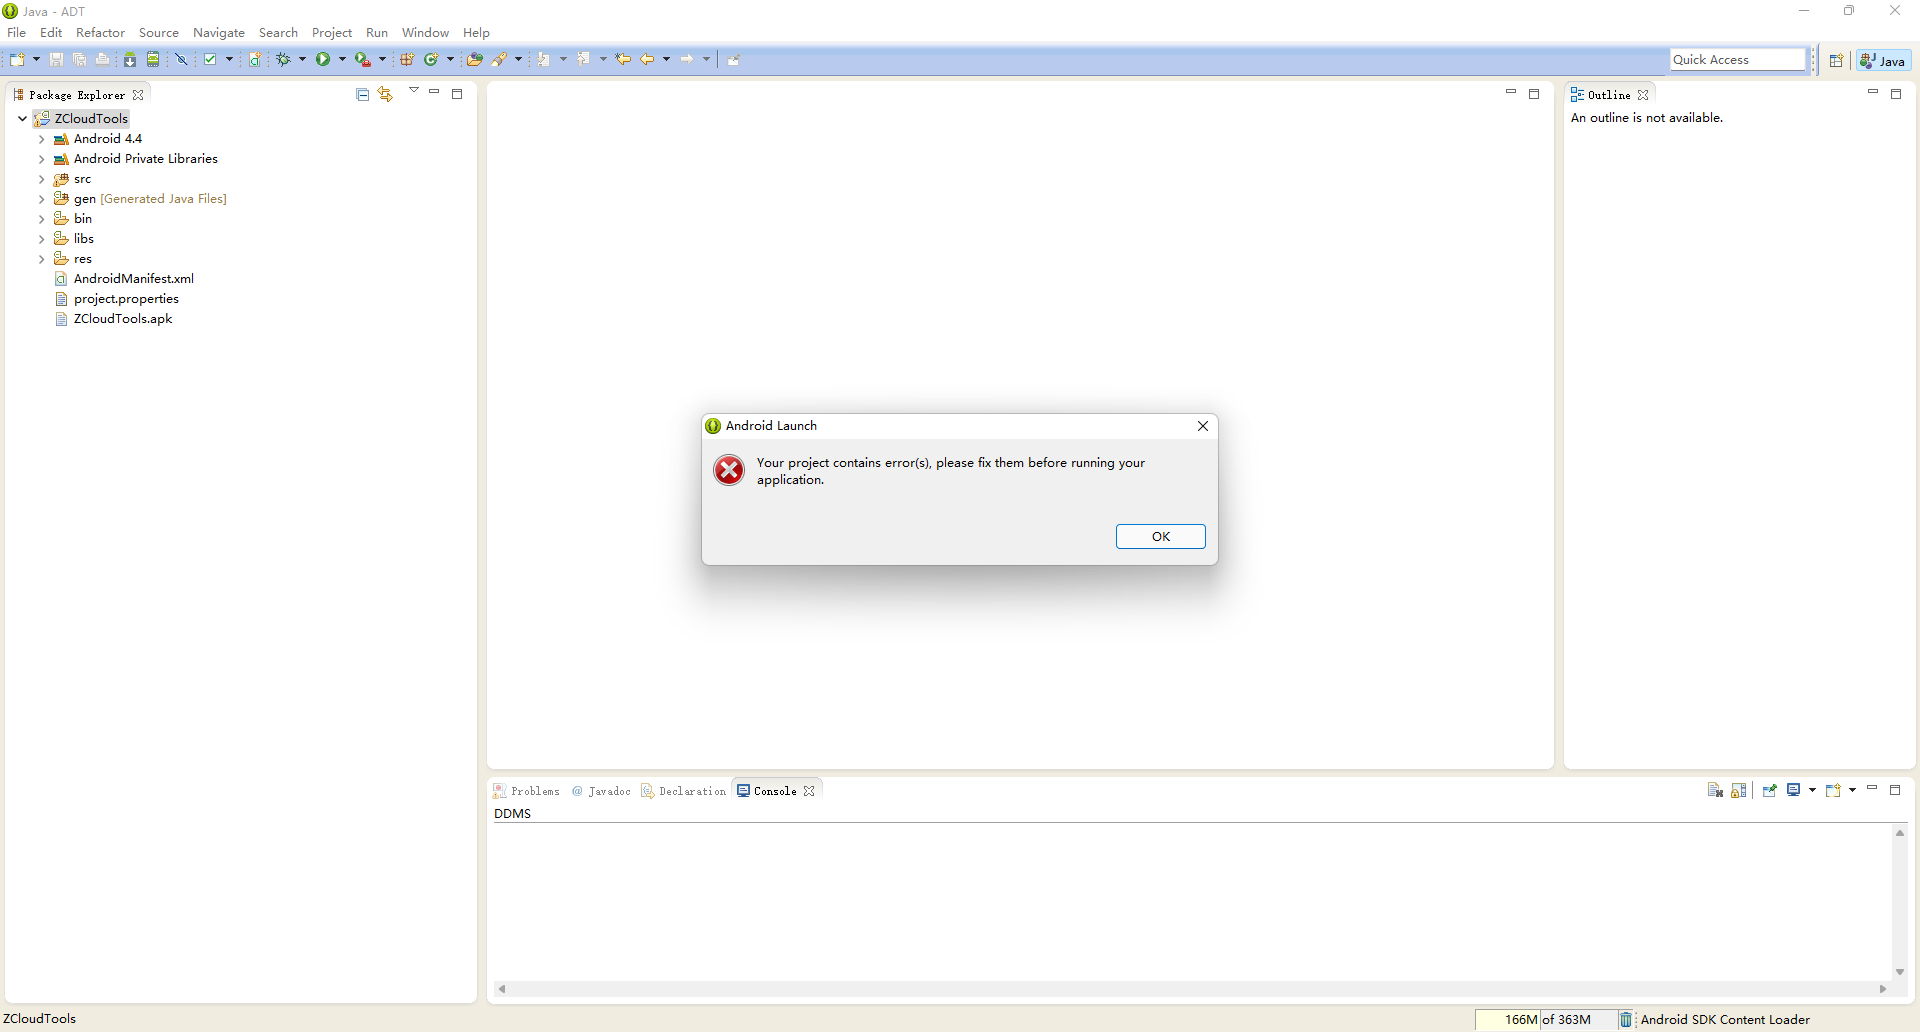 Java - ADT
File Edit Refactor Source Navigate Search Project Run Window Help
Quick Access
Java
Package Explorer
ZCloudTools
Android 4.4
Android Private Libraries
src
gen [Generated Java Files]
bin
libs
res
AndroidManifest.xml
project.properties
ZCloudTools.apk
Outline
An outline is not available.
Android Launch
Your project contains error(s), please fix them before running your
application.
OK
Problems @ Javadoc Declaration Console
DDMS
ZCloudTools
166M of 363M
Android SDK Content Loader